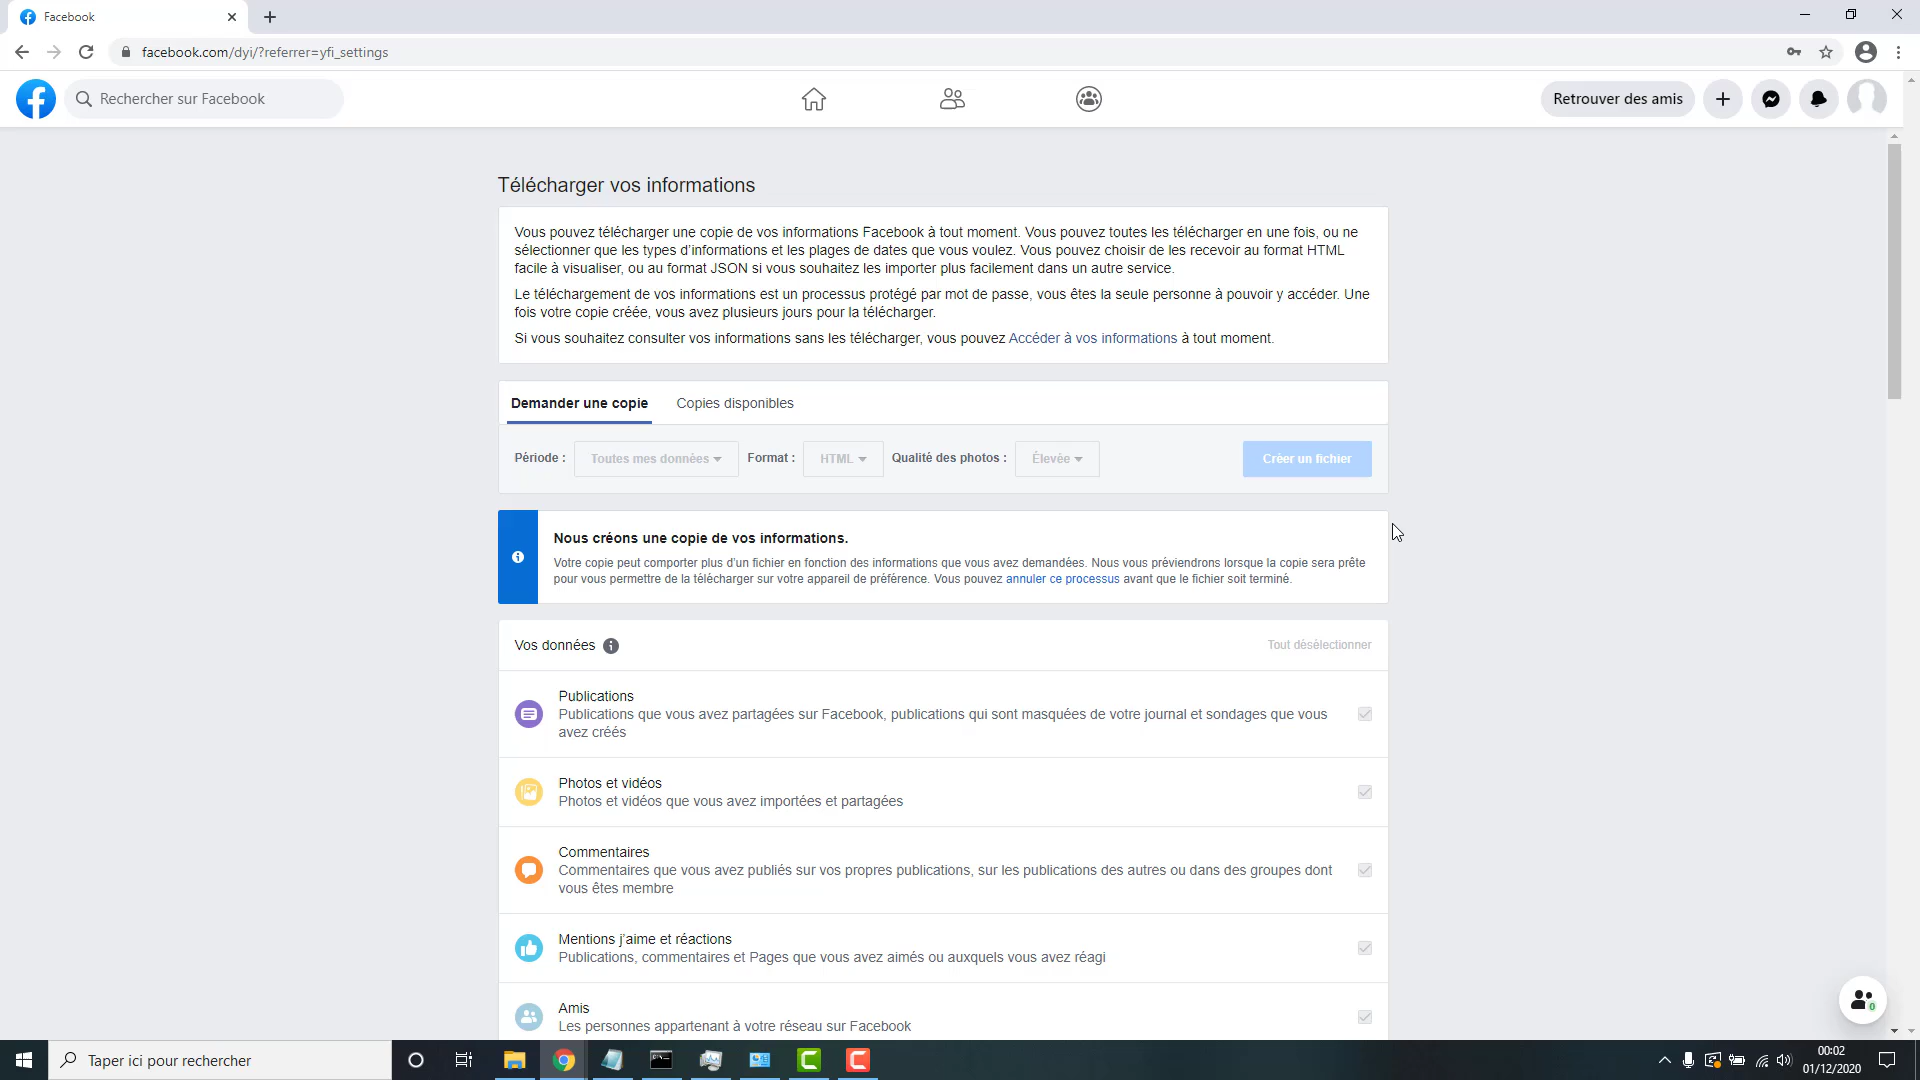 Facebook
facebook.com/dyi/?referrer=yfi_settings
Rechercher sur Facebook
Retrouver des amis
Télécharger vos informations
Vous pouvez télécharger une copie de vos informations Facebook à tout moment. Vous pouvez toutes les télécharger en une fois, ou ne
sélectionner que les types d’informations et les plages de dates que vous voulez. Vous pouvez choisir de les recevoir au format HTML
facile à visualiser, ou au format JSON si vous souhaitez les importer plus facilement dans un autre service.
Le téléchargement de vos informations est un processus protégé par mot de passe, vous êtes la seule personne à pouvoir y accéder. Une
fois votre copie créée, vous avez plusieurs jours pour la télécharger.
Si vous souhaitez consulter vos informations sans les télécharger, vous pouvez Accéder à vos informations à tout moment.
Demander une copie Copies disponibles
Période : Toutes mes données Format : HTML Qualité des photos : Élevée Créer un fichier
Nous créons une copie de vos informations.
Votre copie peut comporter plus d’un fichier en fonction des informations que vous avez demandées. Nous vous préviendrons lorsque la copie sera prête
pour vous permettre de la télécharger sur votre appareil de préférence. Vous pouvez annuler ce processus avant que le fichier soit terminé.
Vos données Tout désélectionner
Publications
Publications que vous avez partagées sur Facebook, publications qui sont masquées de votre journal et sondages que vous
avez créés
Photos et vidéos
Photos et vidéos que vous avez importées et partagées
Commentaires
Commentaires que vous avez publiés sur vos propres publications, sur les publications des autres ou dans des groupes dont
vous êtes membre
Mentions j’aime et réactions
Publications, commentaires et Pages que vous avez aimés ou auxquels vous avez réagi
Amis
Les personnes appartenant à votre réseau sur Facebook
0
Taper ici pour rechercher
00:02
01/12/2020